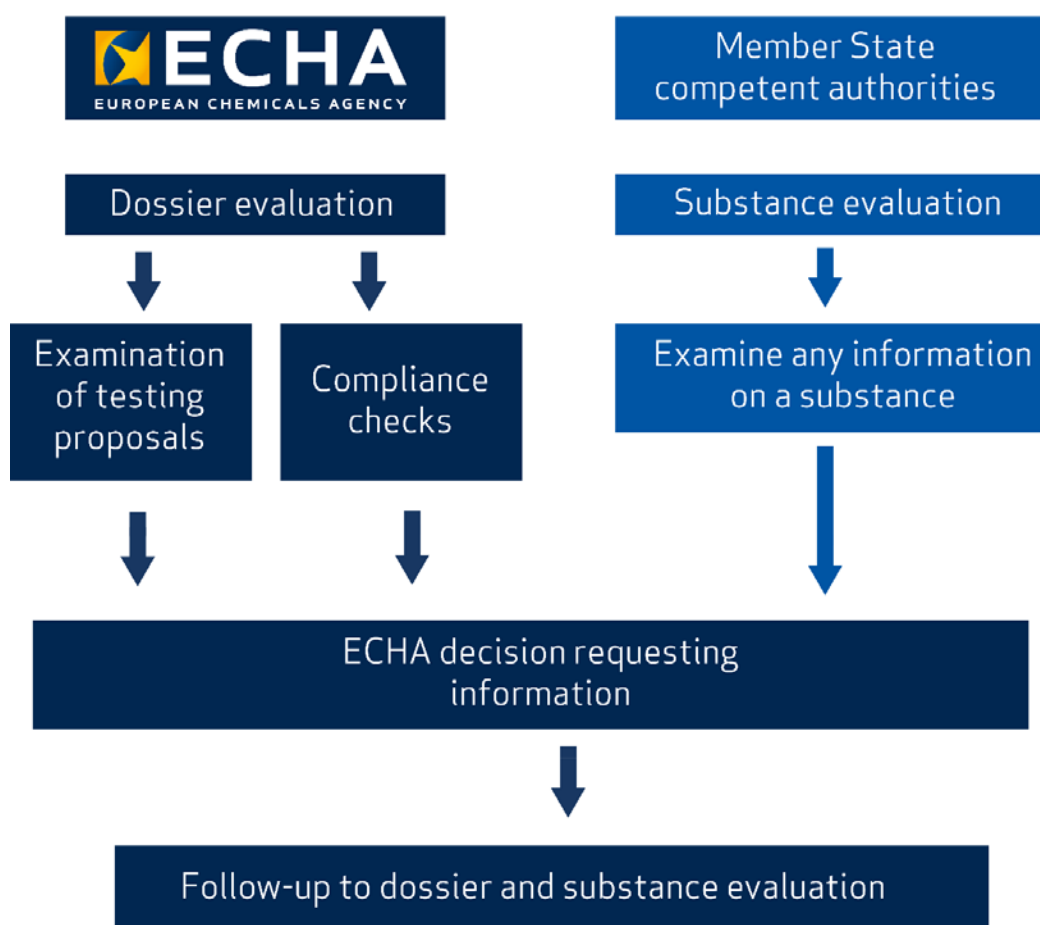 ECHA
EUROPEAN CHEMICALS AGENCY
Member State
competent authorities
Dossier evaluation
Substance evaluation
Examination
of testing
proposals
Compliance
checks
Examine any information
on a substance
ECHA decision requesting
information
Follow-up to dossier and substance evaluation